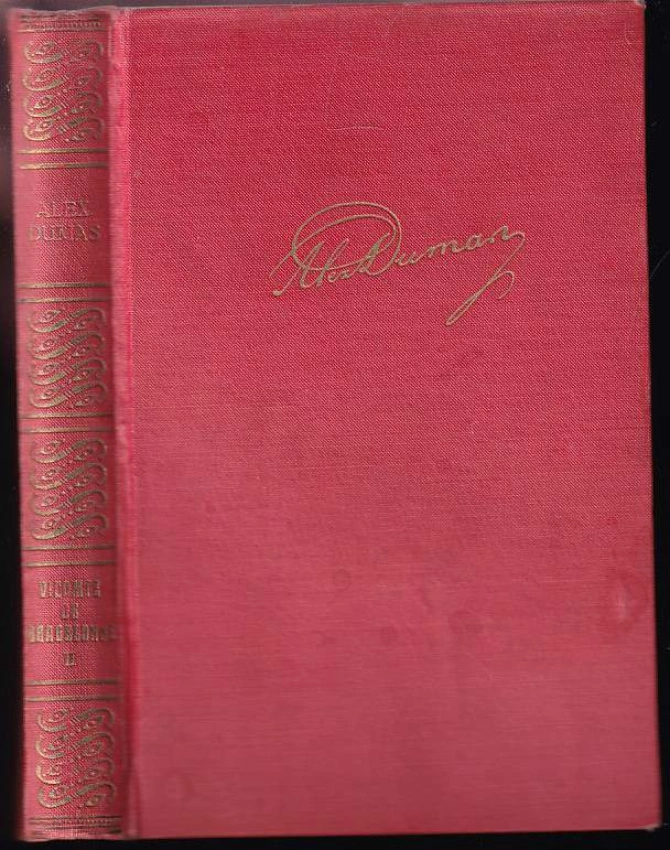 ALEX
DUMAS
Alex Dumas
VICOMTE
DE
BRAGELONNE
II